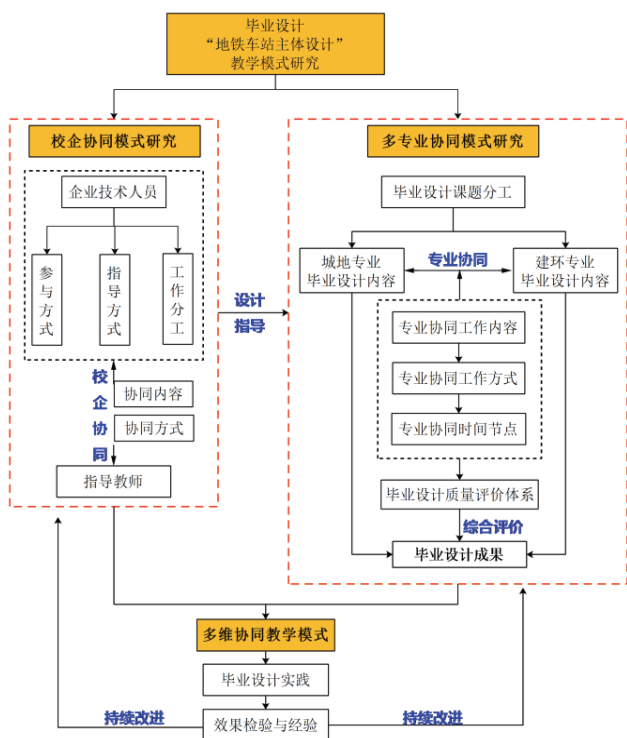 毕业设计
“地铁车站主体设计”
教学模式研究
校企协同模式研究
企业技术人员
参与方式
指导方式
工作分工
校企协同
协同内容
协同方式
指导教师
设计
指导
多专业协同模式研究
毕业设计课题分工
城地专业
毕业设计内容
专业协同
建环专业
毕业设计内容
专业协同工作内容
专业协同工作方式
专业协同时间节点
毕业设计质量评价体系
综合评价
毕业设计成果
多维协同教学模式
毕业设计实践
持续改进
效果检验与经验
持续改进